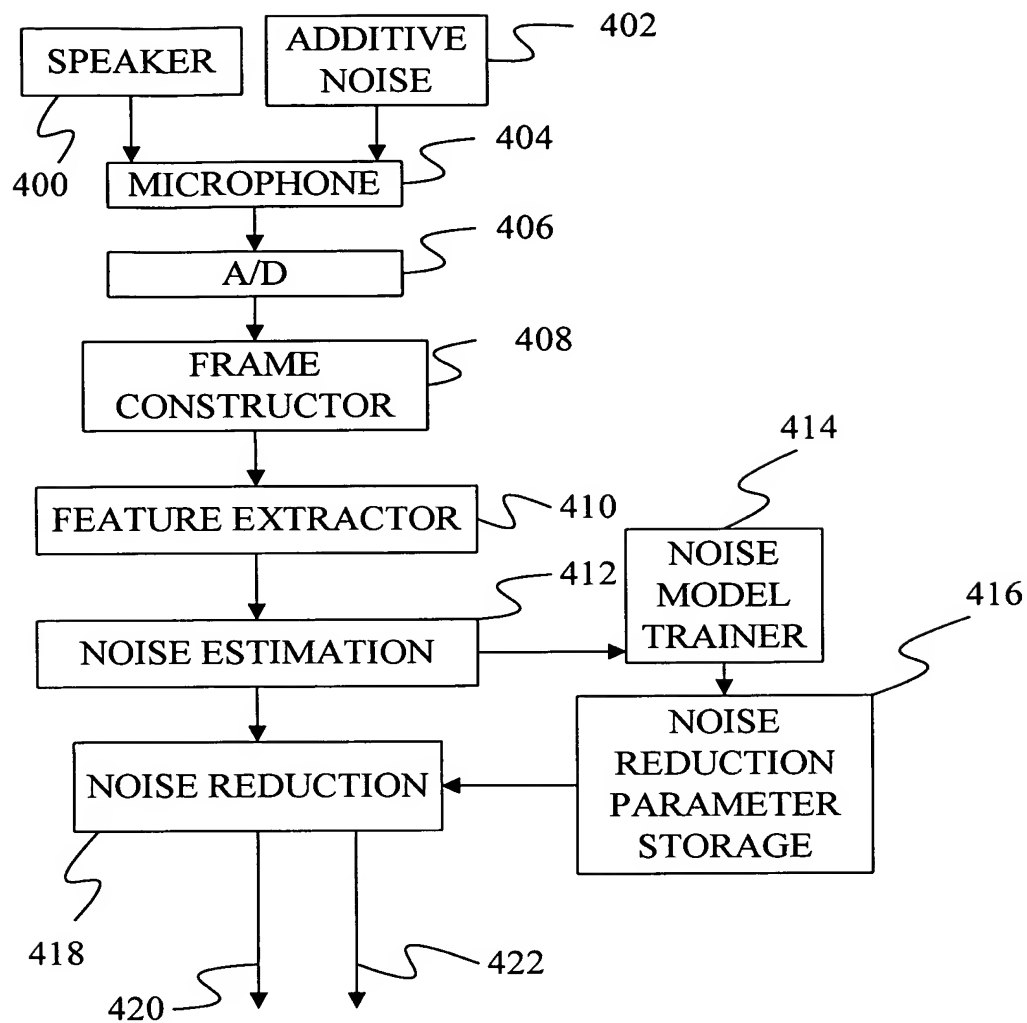 SPEAKER
ADDITIVE
NOISE
402
400
MICROPHONE
404
A/D
406
FRAME
CONSTRUCTOR
408
FEATURE EXTRACTOR
410
414
NOISE ESTIMATION
412
NOISE
MODEL
TRAINER
416
NOISE REDUCTION
NOISE
REDUCTION
PARAMETER
STORAGE
418
420
422